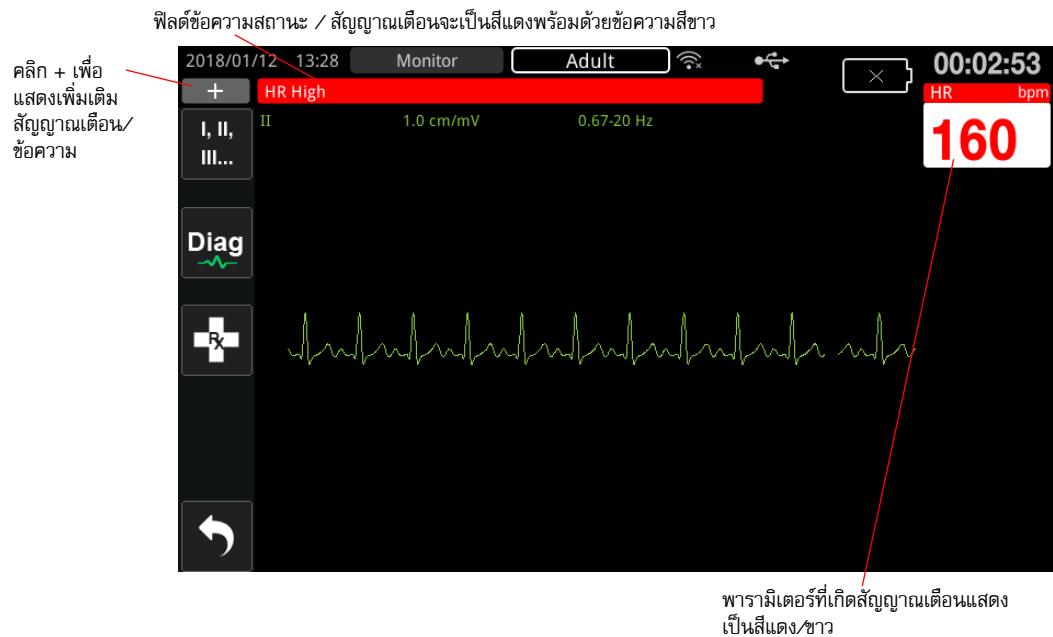 ฟิลด์ข้อความสถานะ / สัญญาณเตือนจะเป็นสีแดงพร้อมด้วยข้อความสีขาว
คลิก + เพื่อ
แสดงเพิ่มเติม
สัญญาณเตือน/
ข้อความ
2018/01/12 13:28 Monitor Adult 00:02:53
+ HR High HR bpm
II 1.0 cm/mV 0.67-20 Hz
160
I, II,
III...
Diag
Rx
พารามิเตอร์ที่เกิดสัญญาณเตือนแสดง
เป็นสีแดง/ขาว